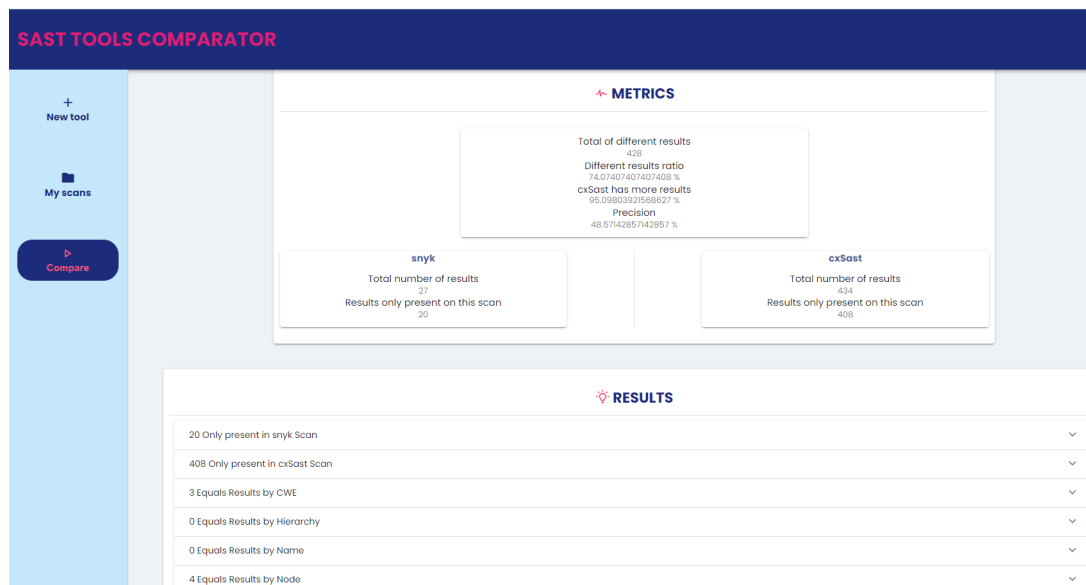 SAST TOOLS COMPARATOR
New tool
My scans
Compare
METRICS
Total of different results
428
Different results ratio
74.07407407407408 %
cxSast has more results
95.09803921568627 %
Precision
48.57142857142857 %
snyk
Total number of results
27
Results only present on this scan
20
cxSast
Total number of results
434
Results only present on this scan
408
RESULTS
20 Only present in snyk Scan
408 Only present in cxSast Scan
3 Equals Results by CWE
0 Equals Results by Hierarchy
0 Equals Results by Name
4 Equals Results by Node